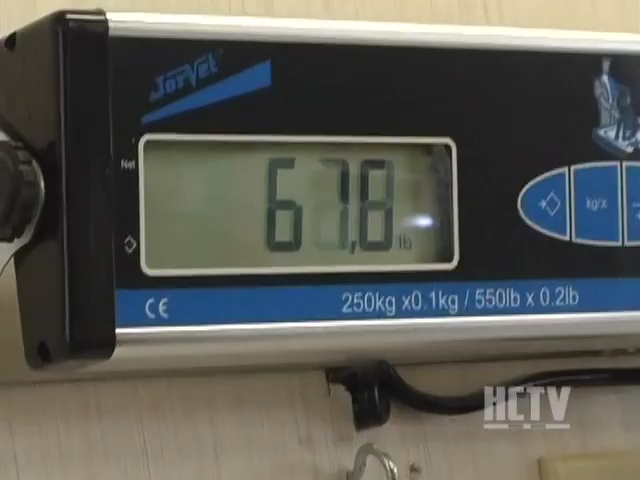 JorVet
Net
67.8
lb
kg/x
CE
250kg x0.1kg / 550lb x 0.2lb
HCTV